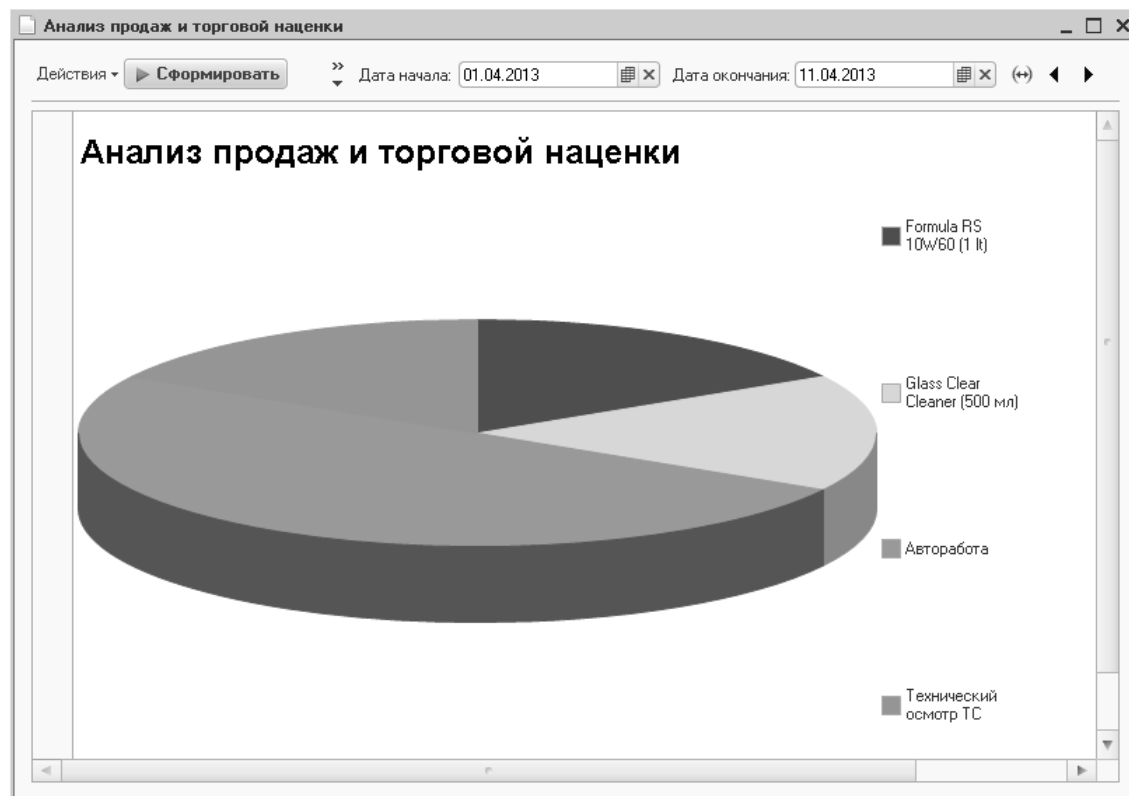 Анализ продаж и торговой наценки
Действия Сформировать Дата начала: 01.04.2013 Дата окончания: 11.04.2013
Анализ продаж и торговой наценки
Formula RS
10W60 (1 lt)
Glass Clear
Cleaner (500 мл)
Авторабота
Технический
осмотр ТС